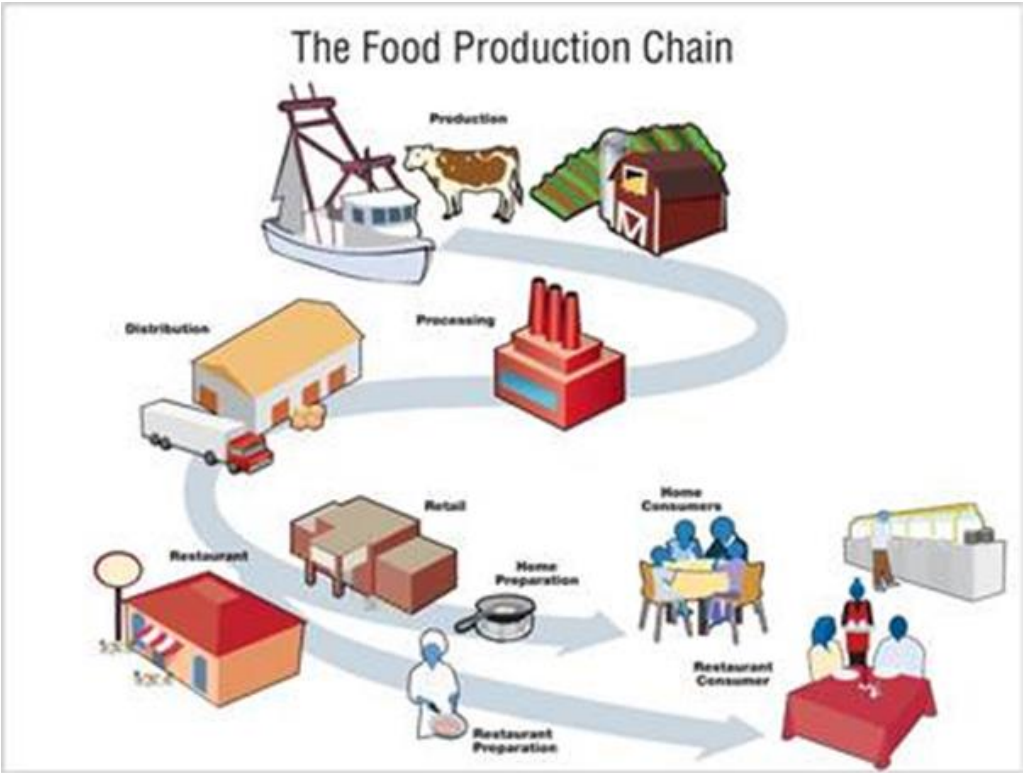 The Food Production Chain
Production
Processing
Distribution
Retail
Home
Consumers
Restaurant
Home
Preparation
Restaurant
Consumer
Restaurant
Preparation